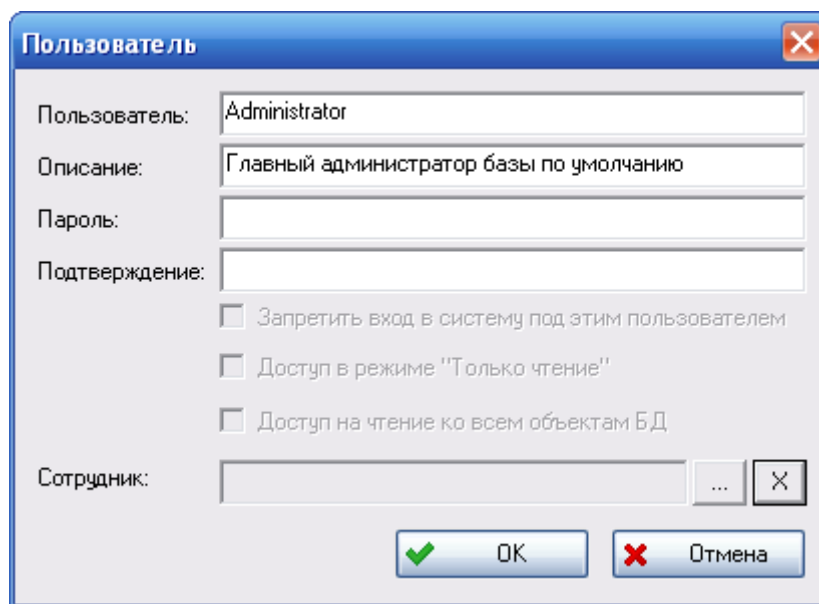 Пользователь
Пользователь: Administrator
Описание: Главный администратор базы по умолчанию
Пароль:
Подтверждение:
Запретить вход в систему под этим пользователем
Доступ в режиме "Только чтение"
Доступ на чтение ко всем объектам БД
Сотрудник: ... X
OK Отмена